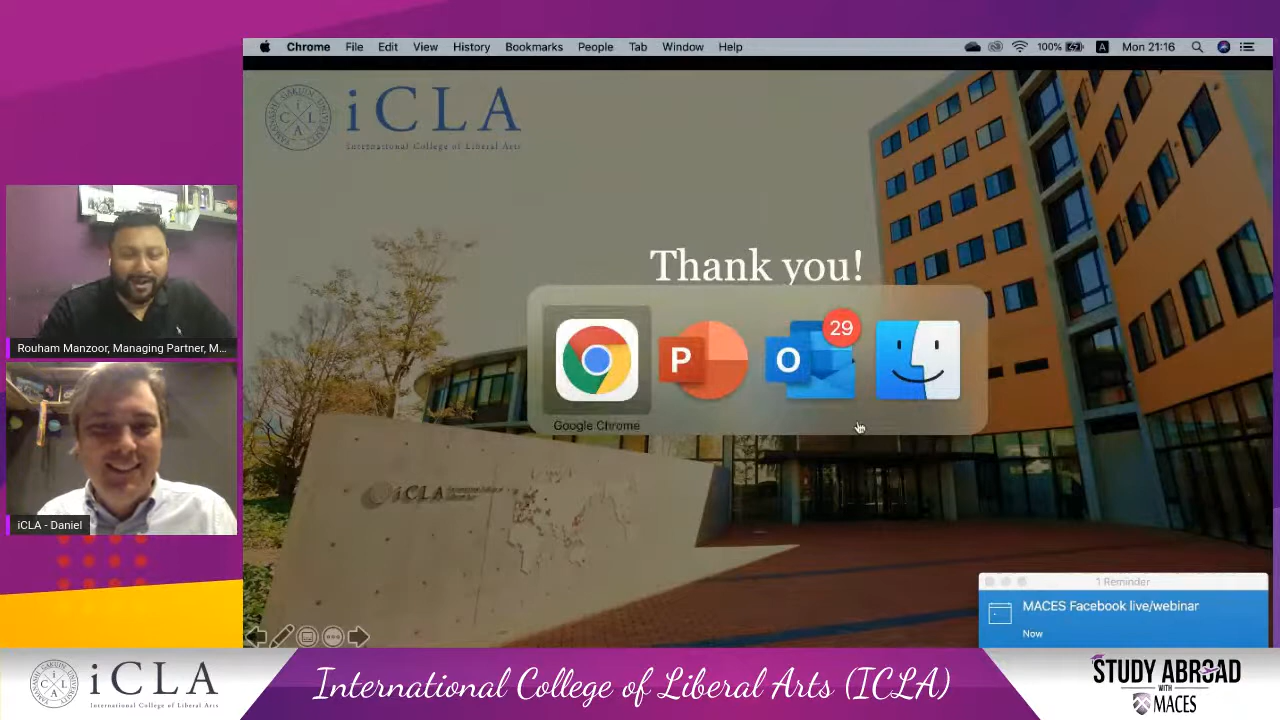 Chrome File Edit View History Bookmarks People Tab Window Help
100% A Mon 21:16
iCLA
International College of Liberal Arts
Thank you!
29
P
O
Google Chrome
Rouham Manzoor, Managing Partner, M...
iCLA - Daniel
iCLA
1 Reminder
MACES Facebook live/webinar
Now
iCLA
International College of Liberal Arts
International College of Liberal Arts (ICLA)
STUDY ABROAD
WITH
MACES